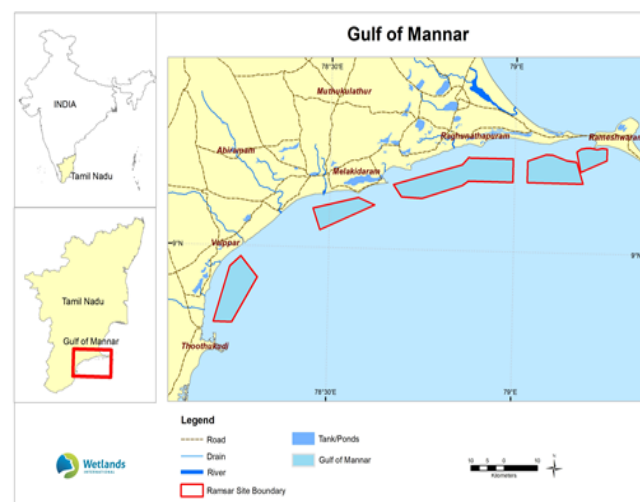 Gulf of Mannar
INDIA
Tamil Nadu
Tamil Nadu
Gulf of Mannar
78°30'E
79°E
Muthukulathur
Abiramam
Raghunathapuram
Rameshwaram
Melakidaram
9°N
Valppar
9°N
Thoothukudi
78°30'E
79°E
Legend
Road
Drain
River
Ramsar Site Boundary
Tank/Ponds
Gulf of Mannar
Wetlands
INTERNATIONAL
10 5 0 10
Kilometers